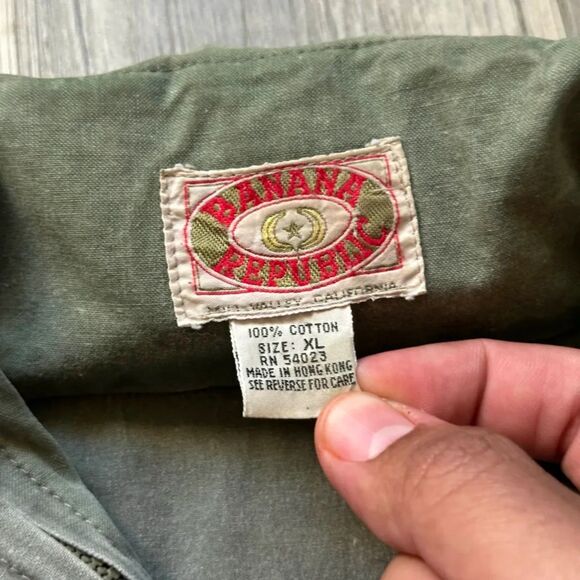 BANANA
REPUBLIC
MILL VALLEY, CALIFORNIA
100% COTTON
SIZE: XL
RN 54023
MADE IN HONG KONG
SEE REVERSE FOR CARE